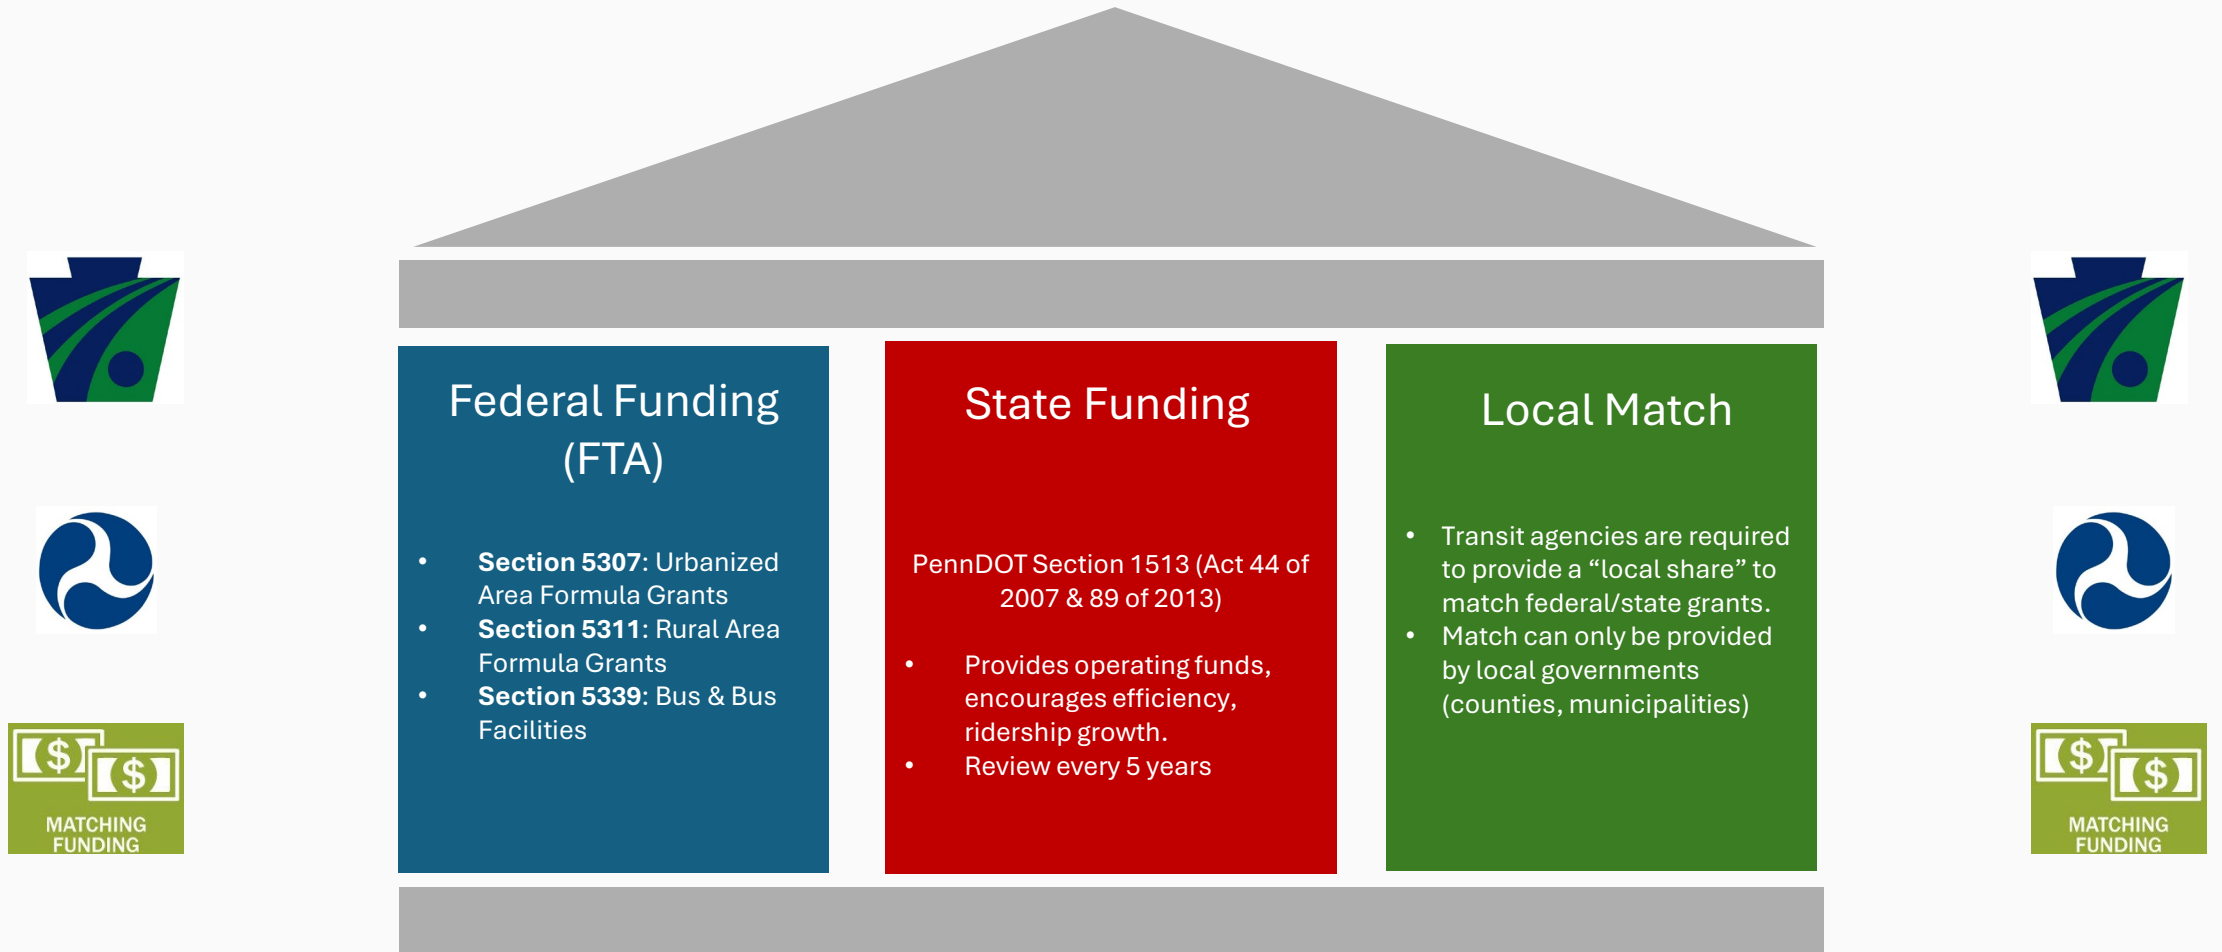 Federal Funding
(FTA)
• Section 5307: Urbanized
Area Formula Grants
• Section 5311: Rural Area
Formula Grants
• Section 5339: Bus & Bus
Facilities
State Funding
PennDOT Section 1513 (Act 44 of
2007 & 89 of 2013)
• Provides operating funds,
encourages efficiency,
ridership growth.
• Review every 5 years
Local Match
• Transit agencies are required
to provide a “local share” to
match federal/state grants.
• Match can only be provided
by local governments
(counties, municipalities)
$ $
MATCHING
FUNDING
$ $
MATCHING
FUNDING